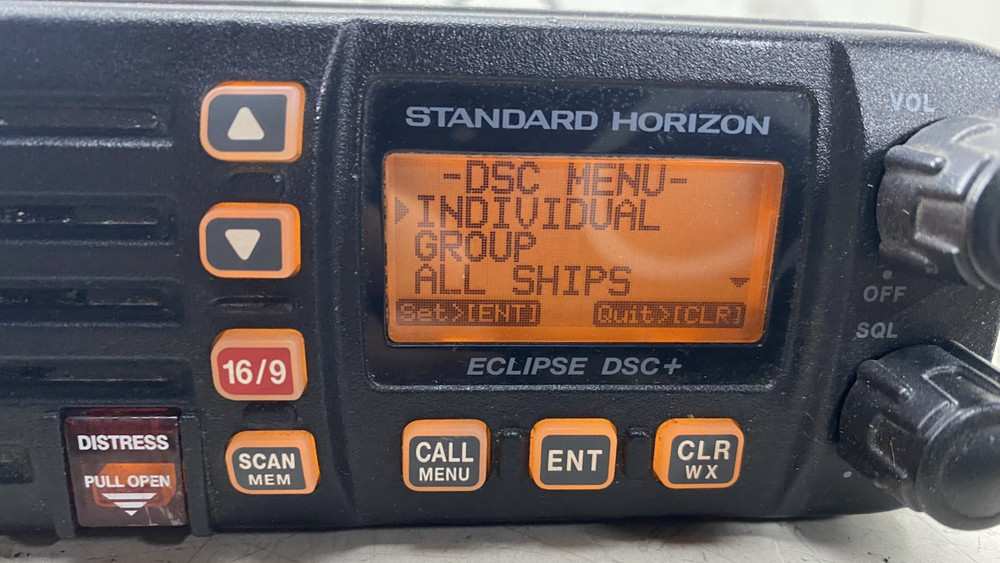 STANDARD HORIZON
-DSC MENU-
INDIVIDUAL
GROUP
ALL SHIPS
Set>[ENT] Quit>[CLR]
ECLIPSE DSC+
VOL
OFF
SQL
16/9
DISTRESS
PULL OPEN
SCAN
MEM
CALL
MENU
ENT
CLR
WX